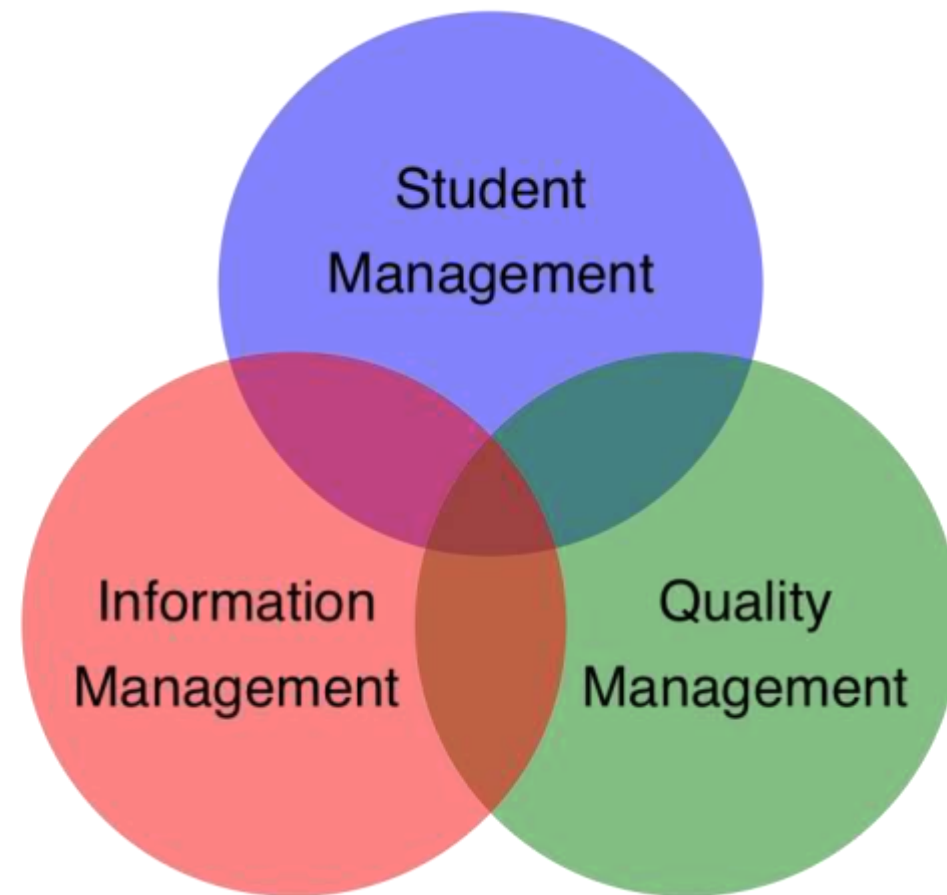 Student
Management
Information
Management
Quality
Management